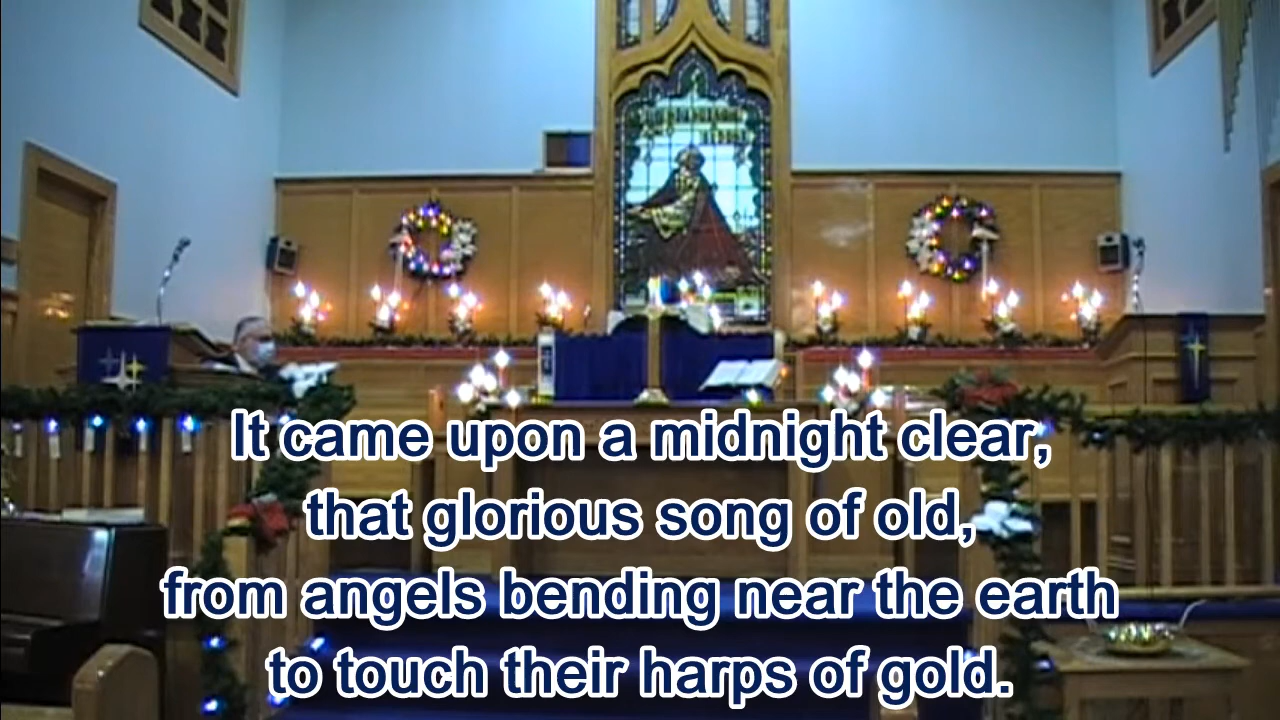 It came upon a midnight clear,
that glorious song of old,
from angels bending near the earth
to touch their harps of gold.